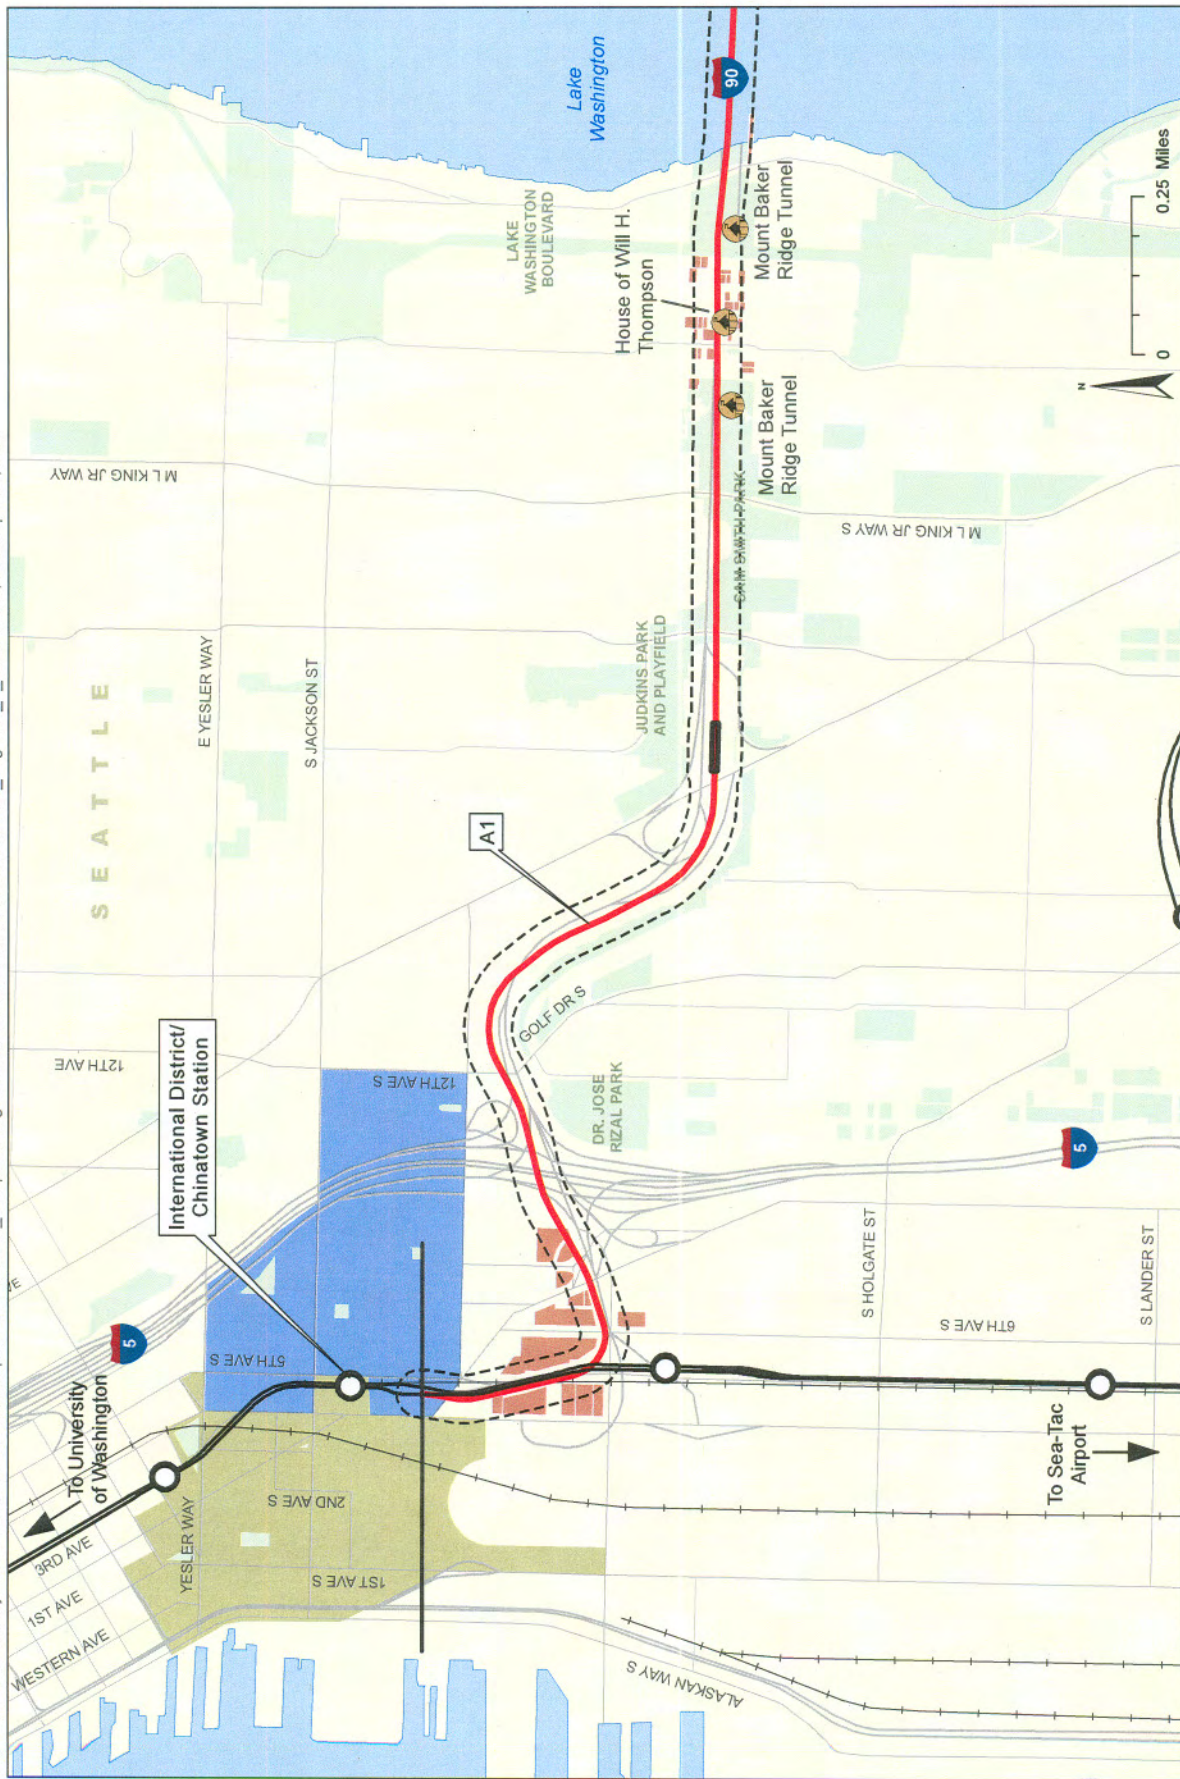 To University
of Washington
3RD AVE
1ST AVE
WESTERN AVE
YESLER WAY
2ND AVE S
1ST AVE S
5TH AVE S
5
International District/
Chinatown Station
12TH AVE
12TH AVE S
SEATTLE
E YESLER WAY
S JACKSON ST
M L KING JR WAY
A1
GOLF DR S
DR. JOSE
RIZAL PARK
JUDKINS PARK
AND PLAYFIELD
LAKE
WASHINGTON
BOULEVARD
Lake
Washington
House of Will H.
Thompson
90
Mount Baker
Ridge Tunnel
Mount Baker
Ridge Tunnel
SAM SMITH PARK
M L KING JR WAY S
5
S HOLGATE ST
6TH AVE S
S LANDER ST
To Sea-Tac
Airport
ALASKAN WAY S
N
0 0.25 Miles